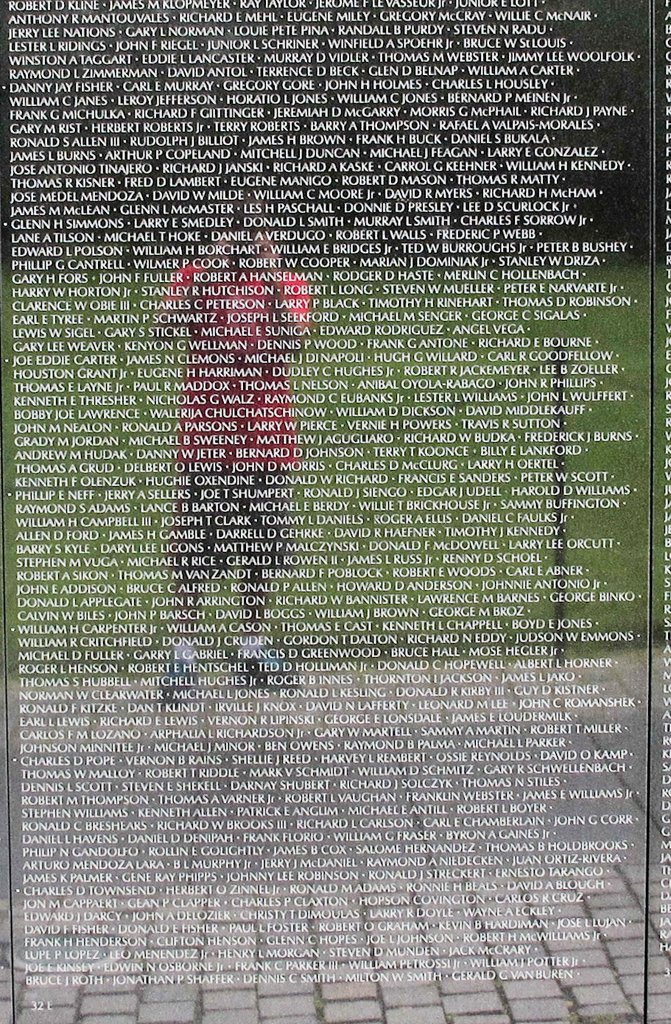 ROBERT D KLINE · JAMES M KLOPMEYER · RAY TAYLOR · JEROME F LEVASSEUR Jr · JUNIOR E LOTT ·
ANTHONY R MANTOUVALES · RICHARD E MEHL · EUGENE MILEY · GREGORY McCRAY · WILLIE C McNAIR ·
JERRY LEE NATIONS · GARY L NORMAN · LOUIE PETE PINA · RANDALL B PURDY · STEVEN N RADU ·
LESTER L RIDINGS · JOHN F RIEGEL · JUNIOR L SCHRINER · WINFIELD A SPOEHR Jr · BRUCE W St LOUIS ·
WINSTON A TAGGART · EDDIE L LANCASTER · MURRAY D VIDLER · THOMAS M WEBSTER · JIMMY LEE WOOLFOLK ·
RAYMOND L ZIMMERMAN · DAVID ANTOL · TERRENCE D BECK · GLEN D BELNAP · WILLIAM A CARTER ·
· DANNY JAY FISHER · CARL E MURRAY · GREGORY GORE · JOHN H HOLMES · CHARLES L HOUSLEY ·
WILLIAM C JANES · LEROY JEFFERSON · HORATIO L JONES · WILLIAM C JONES · BERNARD P MEINEN Jr ·
FRANK G MICHULKA · RICHARD F GIITTINGER · JEREMIAH D McGARRY · MORRIS G McPHAIL · RICHARD J PAYNE ·
GARY M RIST · HERBERT ROBERTS Jr · TERRY ROBERTS · BARRY A THOMPSON · RAFAEL A VALPAIS-MORALES ·
RONALD S ALLEN III · RUDOLPH J BILLIOT · JAMES H BROWN · FRANK H BUCK · DANIEL S BUKALA ·
JAMES L BURNS · ARTHUR P COPELAND · MITCHELL J DUNCAN · MICHAEL J FEAGAN · LARRY E GONZALEZ ·
JOSE ANTONIO TINAJERO · RICHARD J JANSKI · RICHARD A KASKE · CARROL G KEEHNER · WILLIAM H KENNEDY ·
THOMAS R KISNER · FRED D LAMBERT · EUGENE MANIGO · ROBERT D MASON · THOMAS R MATTY ·
JOSE MEDEL MENDOZA · DAVID W MILDE · WILLIAM C MOORE Jr · DAVID R MYERS · RICHARD H McHAM ·
JAMES M McLEAN · GLENN L McMASTER · LES H PASCHALL · DONNIE D PRESLEY · LEE D SCURLOCK Jr ·
GLENN H SIMMONS · LARRY E SMEDLEY · DONALD L SMITH · MURRAY L SMITH · CHARLES F SORROW Jr ·
LANE A TILSON · MICHAEL T HOKE · DANIEL A VERDUGO · ROBERT L WALLS · FREDERIC P WEBB ·
EDWARD L POLSON · WILLIAM H BORCHART · WILLIAM E BRIDGES Jr · TED W BURROUGHS Jr · PETER B BUSHEY ·
PHILLIP G CANTRELL · WILMER P COOK · ROBERT W COOPER · MARIAN J DOMINIAK Jr · STANLEY W DRIZA ·
GARY H FORS · JOHN F FULLER · ROBERT A HANSELMAN · RODGER D HASTE · MERLIN C HOLLENBACH ·
HARRY W HORTON Jr · STANLEY R HUTCHISON · ROBERT L LONG · STEVEN W MUELLER · PETER E NARVARTE Jr ·
CLARENCE W OBIE III · CHARLES C PETERSON · LARRY P BLACK · TIMOTHY H RINEHART · THOMAS D ROBINSON ·
EARL E TYREE · MARTIN P SCHWARTZ · JOSEPH L SEEKFORD · MICHAEL M SENGER · GEORGE C SIGALAS ·
LEWIS W SIGEL · GARY S STICKEL · MICHAEL E SUNIGA · EDWARD RODRIGUEZ · ANGEL VEGA ·
GARY LEE WEAVER · KENYON G WELLMAN · DENNIS P WOOD · FRANK G ANTONE · RICHARD E BOURNE ·
· JOE EDDIE CARTER · JAMES N CLEMONS · MICHAEL J DI NAPOLI · HUGH G WILLARD · CARL R GOODFELLOW ·
HOUSTON GRANT Jr · EUGENE H HARRIMAN · DUDLEY C HUGHES Jr · ROBERT R JACKEMEYER · LEE B ZOELLER ·
THOMAS E LAYNE Jr · PAUL R MADDOX · THOMAS L NELSON · ANIBAL OYOLA-RABAGO · JOHN R PHILLIPS ·
KENNETH E THRESHER · NICHOLAS G WALZ · RAYMOND C EUBANKS Jr · LESTER L WILLIAMS · JOHN L WULFFERT ·
BOBBY JOE LAWRENCE · WALERIJA CHULCHATSCHINOW · WILLIAM D DICKSON · DAVID MIDDLEKAUFF ·
JOHN M NEALON · RONALD A PARSONS · LARRY W PIERCE · VERNIE H POWERS · TRAVIS R SUTTON ·
GRADY M JORDAN · MICHAEL B SWEENEY · MATTHEW J AGUGLIARO · RICHARD W BUDKA · FREDERICK J BURNS ·
ANDREW M HUDAK · DANNY W JETER · BERNARD D JOHNSON · TERRY T KOONCE · BILLY E LANKFORD ·
THOMAS A GRUD · DELBERT O LEWIS · JOHN D MORRIS · CHARLES D McCLURG · LARRY H OERTEL ·
KENNETH F OLENZUK · HUGHIE OXENDINE · DONALD W RICHARD · FRANCIS E SANDERS · PETER W SCOTT ·
· PHILLIP E NEFF · JERRY A SELLERS · JOE T SHUMPERT · RONALD J SIENGO · EDGAR J UDELL · HAROLD D WILLIAMS ·
RAYMOND S ADAMS · LANCE B BARTON · MICHAEL E BERDY · WILLIE T BRICKHOUSE Jr · SAMMY BUFFINGTON ·
WILLIAM H CAMPBELL III · JOSEPH T CLARK · TOMMY L DANIELS · ROGER A ELLIS · DANIEL C FAULKS Jr ·
ALLEN D FORD · JAMES H GAMBLE · DARRELL D GEHRKE · DAVID R HAEFNER · TIMOTHY J KENNEDY ·
BARRY S KYLE · DARYL LEE LIGONS · MATTHEW P MALCZYNSKI · DONALD F McDOWELL · LARRY LEE ORCUTT ·
STEPHEN M VUGA · MICHAEL R RICE · GERALD L ROWEN II · JAMES L RUSS Jr · KENNY D SCHOEL ·
ROBERT A SIKON · THOMAS M VAN ZANDT · BERNARD F POBLOCK · ROBERT E WOODS · CARL E ABNER ·
JOHN E ADDISON · BRUCE C ALFRED · RONALD P ALLEN · HOWARD D ANDERSON · JOHNNIE ANTONIO Jr ·
DONALD L APPLEGATE · JOHN R ARRINGTON · RICHARD W BANNISTER · LAWRENCE M BARNES · GEORGE BINKO ·
CALVIN W BILES · JOHN P BARSCH · DAVID L BOGGS · WILLIAM J BROWN · GEORGE M BROZ ·
WILLIAM H CARPENTER Jr · WILLIAM A CASON · THOMAS E CAST · KENNETH L CHAPPELL · BOYD E JONES ·
WILLIAM R CRITCHFIELD · DONALD J CRUDEN · GORDON T DALTON · RICHARD N EDDY · JUDSON W EMMONS ·
MICHAEL D FULLER · GARRY L GABRIEL · FRANCIS D GREENWOOD · BRUCE HALL · MOSE HEGLER Jr ·
ROGER L HENSON · ROBERT E HENTSCHEL · D HOLLIMAN Jr · DONALD C HOPEWELL · ALBERT L HORNER ·
THOMAS S HUBBELL · MITCHELL HUGHES Jr · ROGER B INNES · THORNTON I JACKSON · JAMES L JAKO ·
NORMAN W CLEARWATER · MICHAEL L JONES · RONALD L KESLING · DONALD R KIRBY III · GUY D KISTNER ·
RONALD F KITZKE · DAN T KLINDT · IRVILLE J KNOX · DAVID N LAFFERTY · LEONARD M LEE · JOHN C ROMANSHEK ·
EARL L LEWIS · RICHARD E LEWIS · VERNON R LIPINSKI · GEORGE E LONSDALE · JAMES E LOUDERMILK ·
CARLOS F M LOZANO · ARPHALIA L RICHARDSON Jr · GARY W MARTELL · SAMMY A MARTIN · ROBERT T MILLER ·
JOHNSON MINNITEE Jr · MICHAEL J MINOR · BEN OWENS · RAYMOND B PALMA · MICHAEL L PARKER ·
· CHARLES D POPE · VERNON B RAINS · SHELLIE J REED · HARVEY L REMBERT · OSSIE REYNOLDS · DAVID O KAMP ·
THOMAS W MALLOY · ROBERT T RIDDLE · MARK V SCHMIDT · WILLIAM D SCHMITZ · GARY R SCHWELLENBACH ·
DENNIS L SCOTT · STEVEN E SHEKELL · DARNAY SHUBERT · RICHARD J SOLCZYK · THOMAS N STILES ·
ROBERT M THOMPSON · THOMAS A VARNER Jr · ROBERT L VAUGHAN · FRANKLIN WEBSTER · JAMES E WILLIAMS Jr ·
STEPHEN WILLIAMS · KENNETH ALLEN · PATRICK E ANGLIM · MICHAEL E ANTILL · ROBERT L BOYER ·
RONALD C BRESHEARS · RICHARD W BROOKS III · RICHARD L CARLSON · CARL E CHAMBERLAIN · JOHN G CORR ·
DANIEL L HAVENS · DANIEL D DENIPAH · FRANK FLORIO · WILLIAM G FRASER · BYRON A GAINES Jr ·
PHILIP N GANDOLFO · ROLLIN E GOLIGHTLY · JAMES B COX · SALOME HERNANDEZ · THOMAS B HOLDBROOKS ·
ARTURO MENDOZA LARA · B L MURPHY Jr · JERRY J McDANIEL · RAYMOND A NIEDECKEN · JUAN ORTIZ-RIVERA ·
JAMES K PALMER · GENE RAY PHIPPS · JOHNNY LEE ROBINSON · RONALD J STRECKERT · ERNESTO TARANGO ·
· CHARLES D TOWNSEND · HERBERT O ZINNEL Jr · RONALD M ADAMS · RONNIE H BEALS · DAVID A BLOUGH ·
JON M CAPPAERT · GEAN P CLAPPER · CHARLES P CLAXTON · HOPSON COVINGTON · CARLOS R CRUZ ·
EDWARD J DARCY · JOHN A DELOZIER · CHRISTY T DIMOULAS · LARRY R DOYLE · WAYNE A ECKLEY ·
DAVID F FISHER · DONALD E FISHER · PAUL L FOSTER · ROBERT O GRAHAM · KEVIN B HARDIMAN · JOSE L LUJAN ·
FRANK H HENDERSON · CLIFTON HENSON · GLENN C HOPES · JOE L JOHNSON · ROBERT H McWILLIAMS Jr ·
LUPE P LOPEZ · LEO MENENDEZ Jr · HENRY L MORGAN · STEVEN D MUNDEN · JACK McCRARY ·
· JOE E KINSEY · EDWIN N OSBORNE Jr · FRANK C PARKER III · WILLIAM PETROSSI Jr · WILLIAM J POTTER Jr ·
BRUCE J ROTH · JONATHAN P SHAFFER · DENNIS C SMITH · MILTON W SMITH · GERALD G VAN BUREN ·
32 E